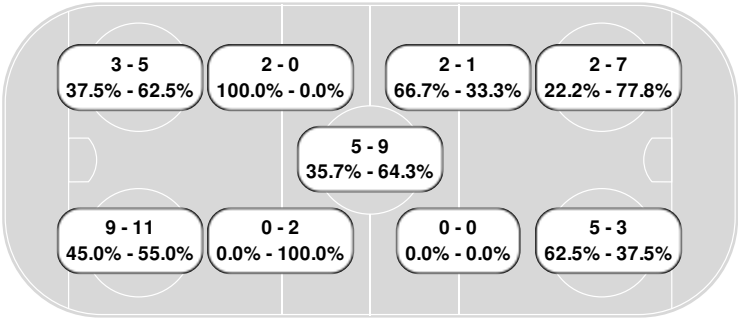 3 - 5
37.5% - 62.5%
2 - 0
100.0% - 0.0%
2 - 1
66.7% - 33.3%
2 - 7
22.2% - 77.8%
5 - 9
35.7% - 64.3%
9 - 11
45.0% - 55.0%
0 - 2
0.0% - 100.0%
0 - 0
0.0% - 0.0%
5 - 3
62.5% - 37.5%